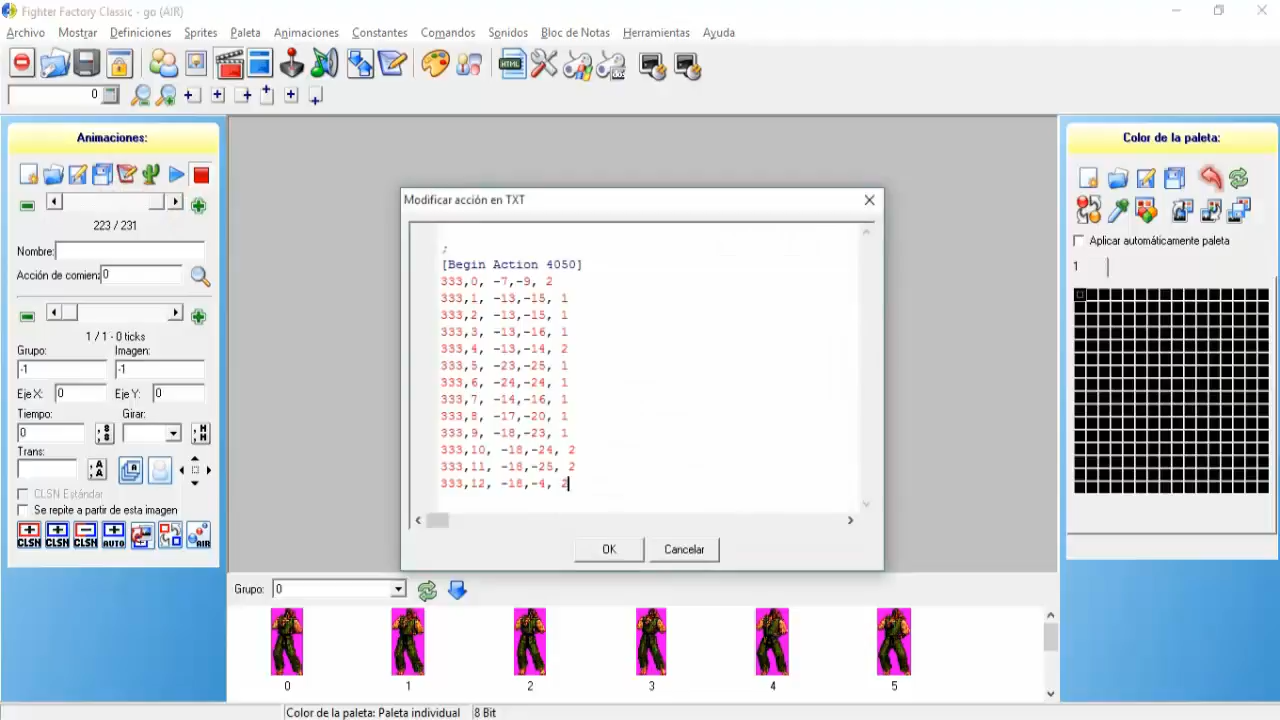 Fighter Factory Classic - go (AIR)
Archivo Mostrar Definiciones Sprites Paleta Animaciones Constantes Comandos Sonidos Bloc de Notas Herramientas Ayuda
HTML
dos
0
Animaciones:
223 / 231
Nombre:
Acción de comien: 0
1 / 1 - 0 ticks
Grupo: Imagen:
-1 -1
Eje X: 0 Eje Y: 0
Tiempo: Girar:
0
Trans:
CLSN Estándar
Se repite a partir de esta imagen
CLSN CLSN CLSN AUTO AIR
Modificar acción en TXT
;
[Begin Action 4050]
333,0, -7,-9, 2
333,1, -13,-15, 1
333,2, -13,-15, 1
333,3, -13,-16, 1
333,4, -13,-14, 2
333,5, -23,-25, 1
333,6, -24,-24, 1
333,7, -14,-16, 1
333,8, -17,-20, 1
333,9, -18,-23, 1
333,10, -18,-24, 2
333,11, -18,-25, 2
333,12, -18,-4, 2
OK Cancelar
Grupo: 0
0 1 2 3 4 5
Color de la paleta:
Aplicar automáticamente paleta
1
Color de la paleta: Paleta individual 8 Bit